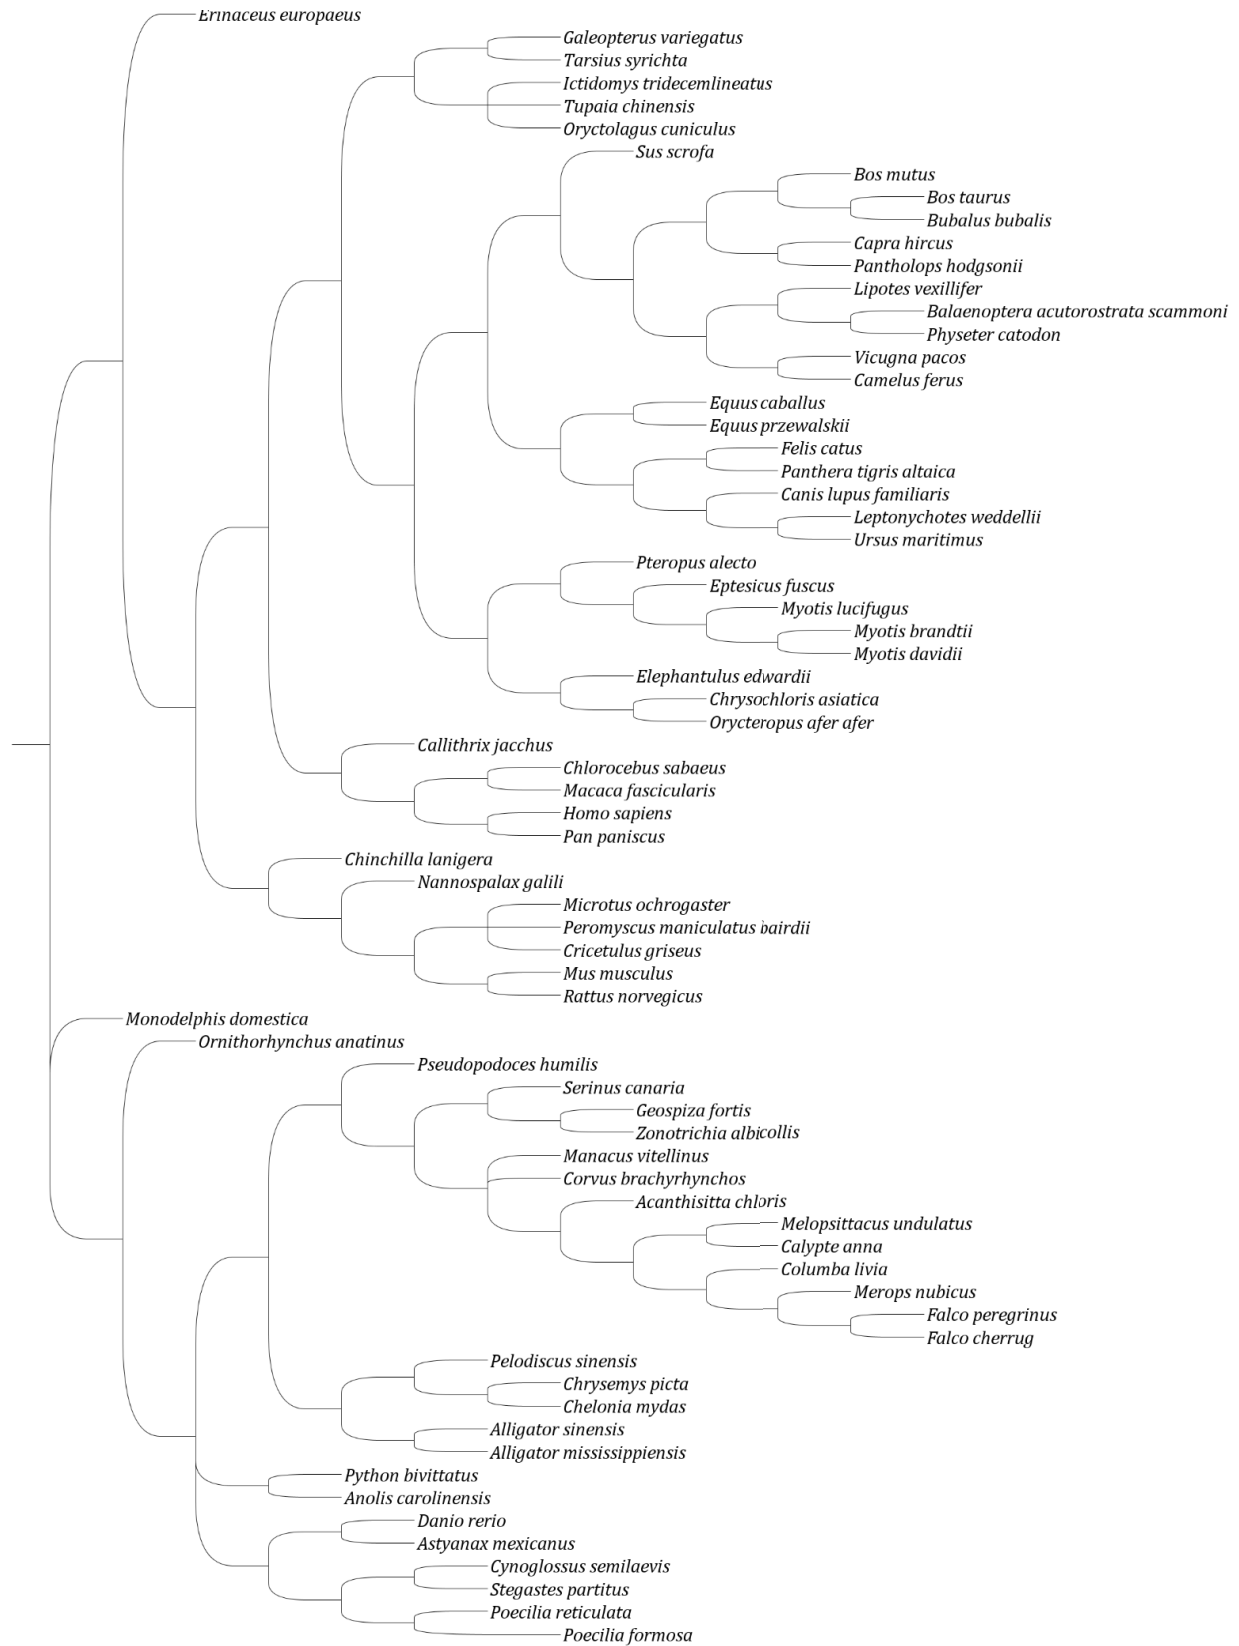 Erinaceus europaeus
Galeopterus variegatus
Tarsius syrichta
Ictidomys tridecemlineatus
Tupaia chinensis
Oryctolagus cuniculus
Sus scrofa
Bos mutus
Bos taurus
Bubalus bubalis
Capra hircus
Pantholops hodgsonii
Lipotes vexillifer
Balaenoptera acutorostrata scammoni
Physeter catodon
Vicugna pacos
Camelus ferus
Equus caballus
Equus przewalskii
Felis catus
Panthera tigris altaica
Canis lupus familiaris
Leptonychotes weddellii
Ursus maritimus
Pteropus alecto
Eptesicus fuscus
Myotis lucifugus
Myotis brandtii
Myotis davidii
Elephantulus edwardii
Chrysochloris asiatica
Orycteropus afer afer
Callithrix jacchus
Chlorocebus sabaeus
Macaca fascicularis
Homo sapiens
Pan paniscus
Chinchilla lanigera
Nannospalax galili
Microtus ochrogaster
Peromyscus maniculatus bairdii
Cricetulus griseus
Mus musculus
Rattus norvegicus
Monodelphis domestica
Ornithorhynchus anatinus
Pseudopodoces humilis
Serinus canaria
Geospiza fortis
Zonotrichia albicollis
Manacus vitellinus
Corvus brachyrhynchos
Acanthisitta chloris
Melopsittacus undulatus
Calypte anna
Columba livia
Merops nubicus
Falco peregrinus
Falco cherrug
Pelodiscus sinensis
Chrysemys picta
Chelonia mydas
Alligator sinensis
Alligator mississippiensis
Python bivittatus
Anolis carolinensis
Danio rerio
Astyanax mexicanus
Cynoglossus semilaevis
Stegastes partitus
Poecilia reticulata
Poecilia formosa